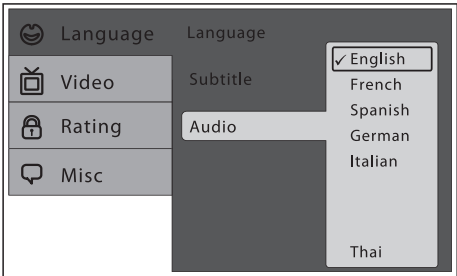 Language
Video
Rating
Misc
Language
Subtitle
Audio
English
French
Spanish
German
Italian
Thai